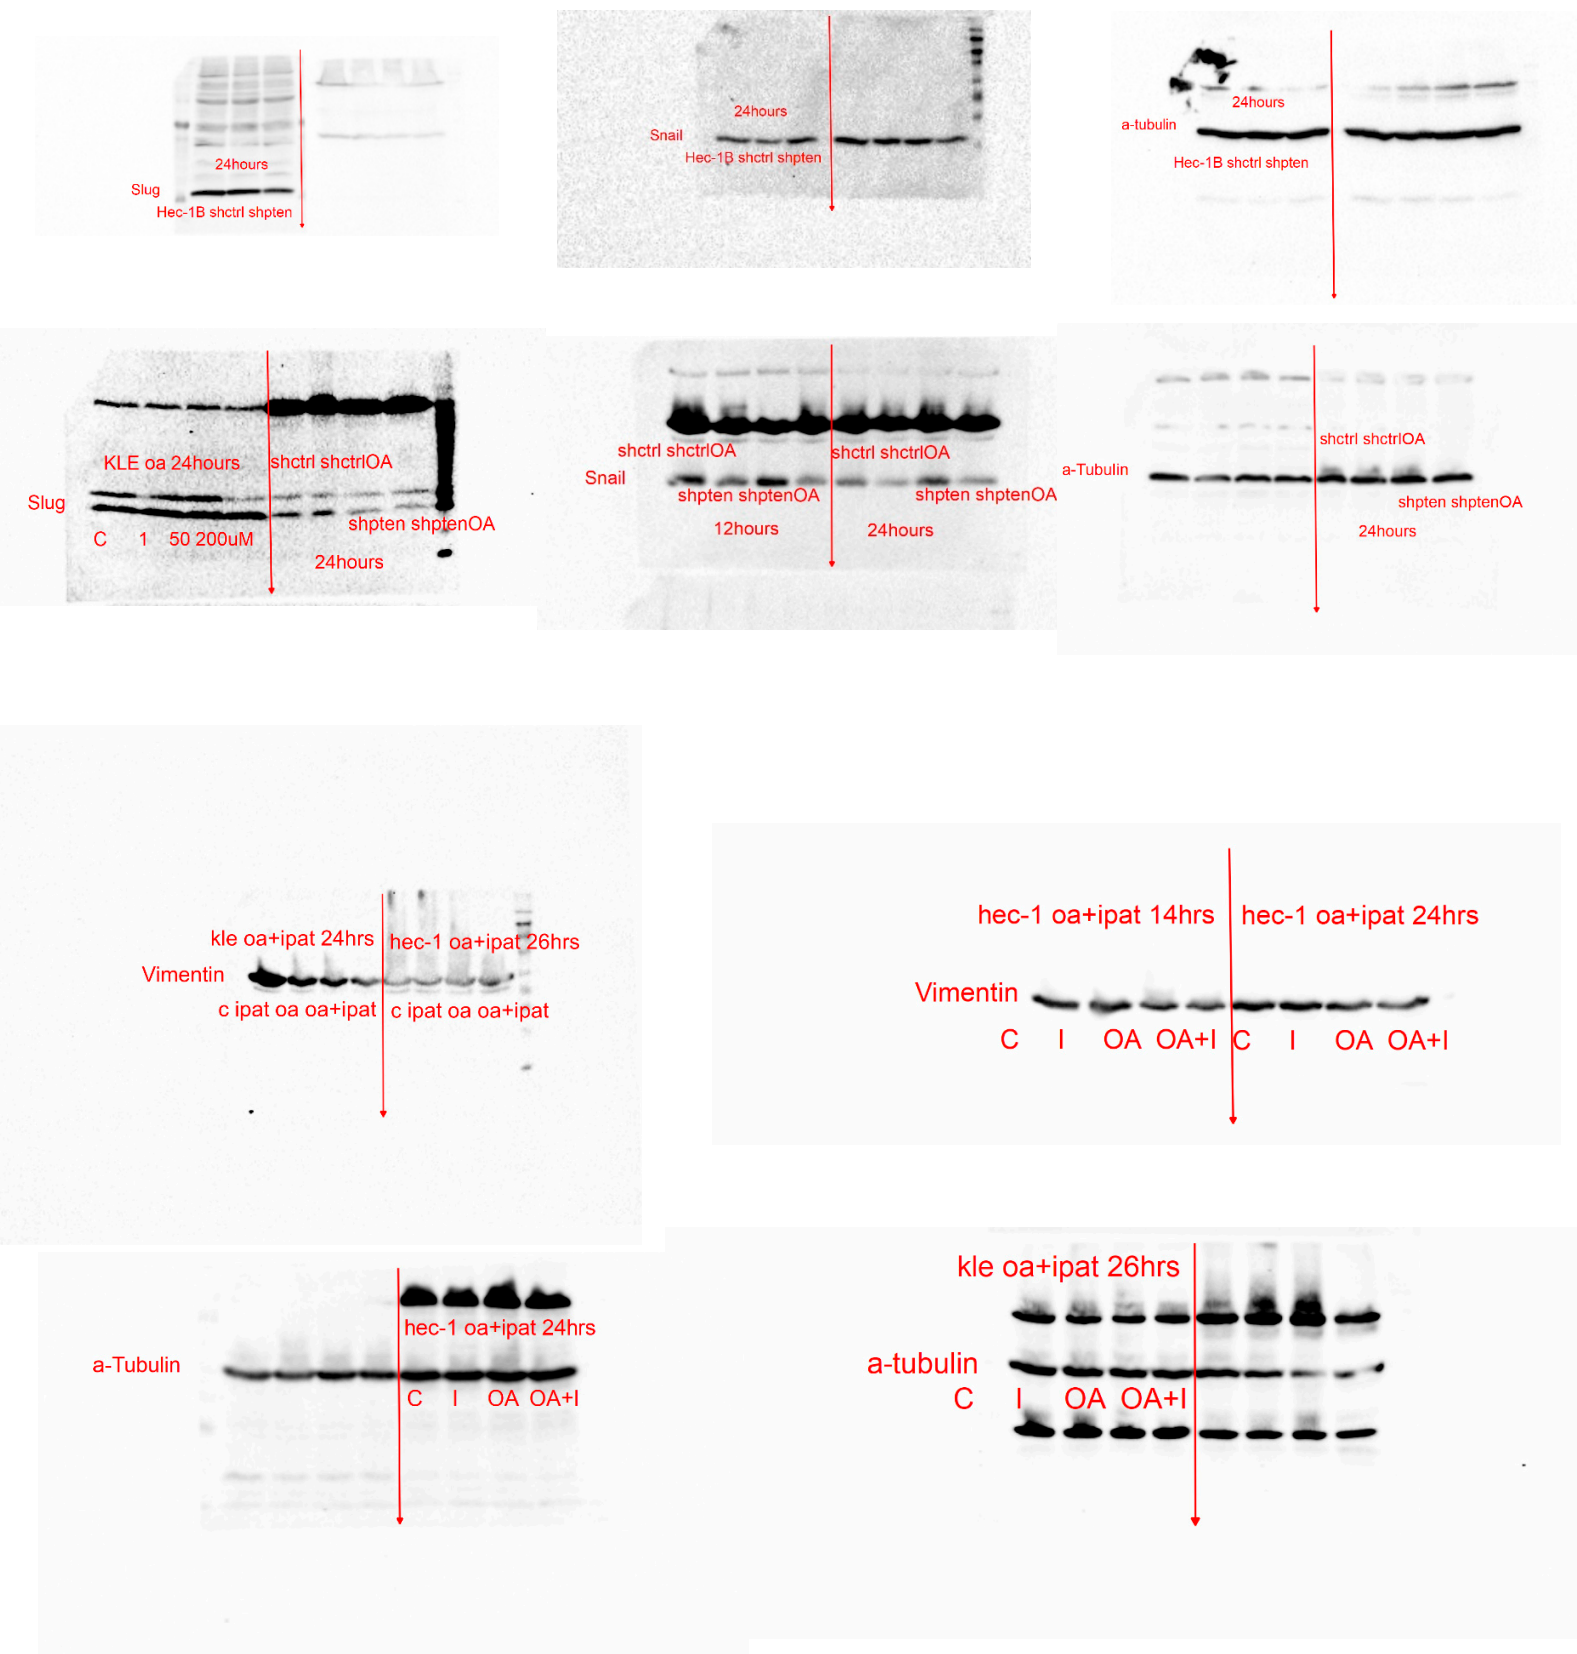 24hours
Slug
Hec-1B shctrl shpten
24hours
Snail
Hec-1B shctrl shpten
24hours
a-tubulin
Hec-1B shctrl shpten
KLE oa 24hours
shctrl shctrlOA
Slug
shpten shptenOA
C 1 50 200uM
24hours
shctrl shctrlOA
shctrl shctrlOA
Snail
shpten shptenOA
shpten shptenOA
12hours
24hours
shctrl shctrlOA
a-Tubulin
shpten shptenOA
24hours
kle oa+ipat 24hrs
hec-1 oa+ipat 26hrs
Vimentin
c ipat oa oa+ipat
c ipat oa oa+ipat
hec-1 oa+ipat 14hrs
hec-1 oa+ipat 24hrs
Vimentin
C I OA OA+I
C I OA OA+I
hec-1 oa+ipat 24hrs
a-Tubulin
C I OA OA+I
kle oa+ipat 26hrs
a-tubulin
C I OA OA+I